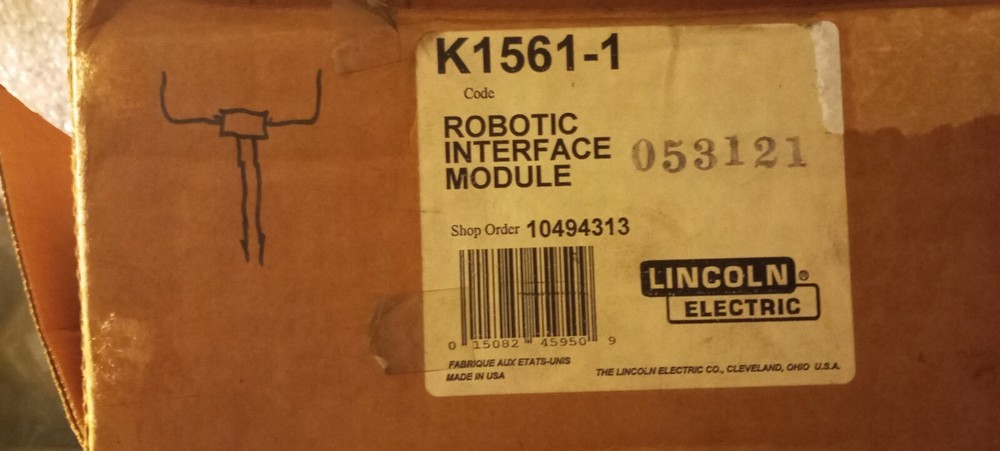 K1561-1
Code
ROBOTIC
INTERFACE
MODULE
053121
Shop Order 10494313
LINCOLN ®
ELECTRIC
0 15082 45950 9
FABRIQUE AUX ETATS-UNIS
MADE IN USA
THE LINCOLN ELECTRIC CO., CLEVELAND, OHIO U.S.A.